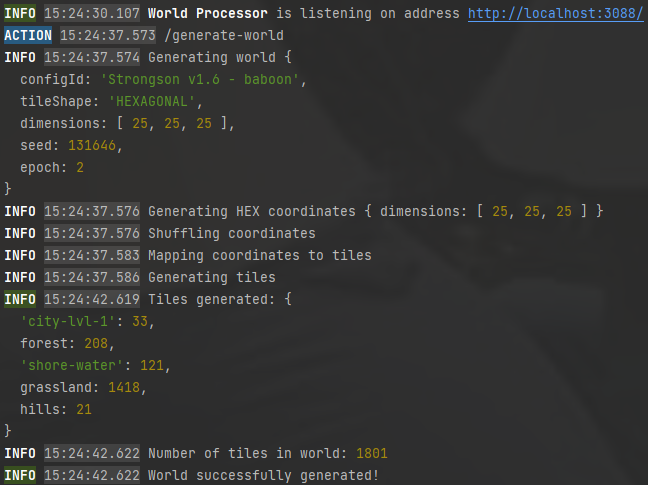 INFO 15:24:30.107 World Processor is listening on address http://localhost:3088/
ACTION 15:24:37.573 /generate-world
INFO 15:24:37.574 Generating world {
configId: 'Strongson v1.6 - baboon',
tileShape: 'HEXAGONAL',
dimensions: [ 25, 25, 25 ],
seed: 131646,
epoch: 2
}
INFO 15:24:37.576 Generating HEX coordinates { dimensions: [ 25, 25, 25 ] }
INFO 15:24:37.576 Shuffling coordinates
INFO 15:24:37.583 Mapping coordinates to tiles
INFO 15:24:37.586 Generating tiles
INFO 15:24:42.619 Tiles generated: {
'city-lvl-1': 33,
forest: 208,
'shore-water': 121,
grassland: 1418,
hills: 21
}
INFO 15:24:42.622 Number of tiles in world: 1801
INFO 15:24:42.622 World successfully generated!